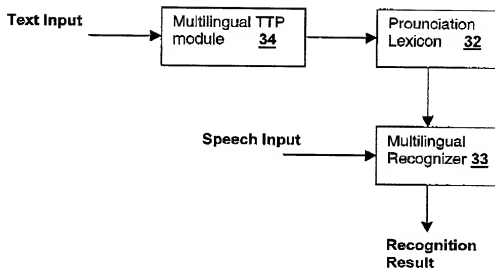 Text Input
Multilingual TTP
module 34
Prounciation
Lexicon 32
Speech Input
Multilingual
Recognizer 33
Recognition
Result